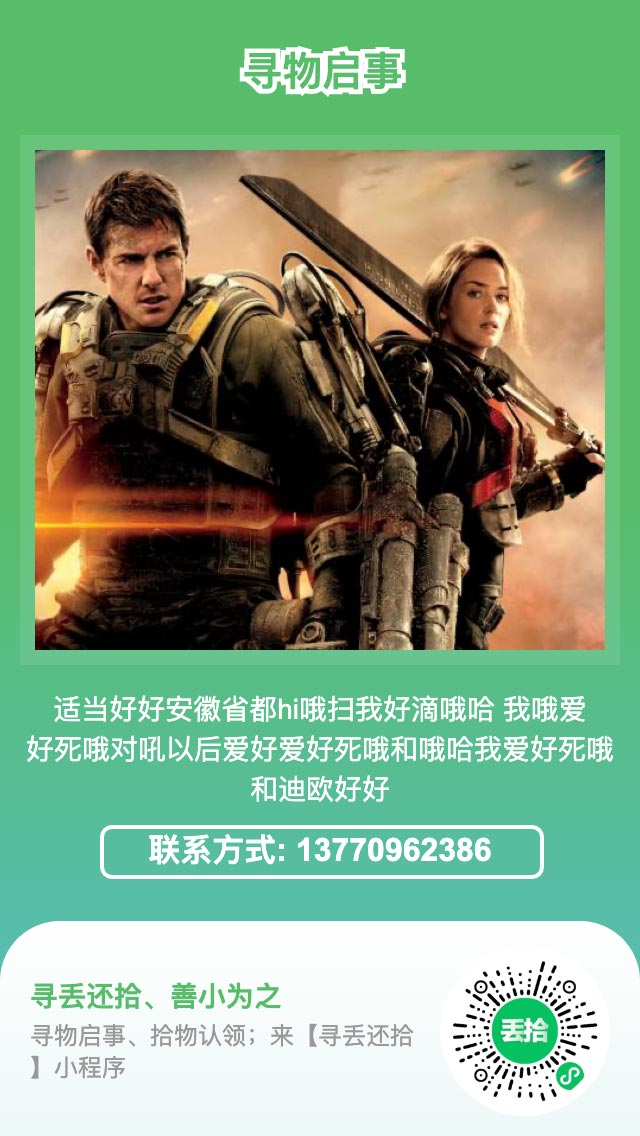 寻物启事
适当好好安徽省都hi哦扫我好滴哦哈 我哦爱
好死哦对吼以后爱好爱好死哦和哦哈我爱好死哦
和迪欧好好
联系方式: 13770962386
寻丢还拾、善小为之
寻物启事、拾物认领；来【寻丢还拾
】小程序
丢拾